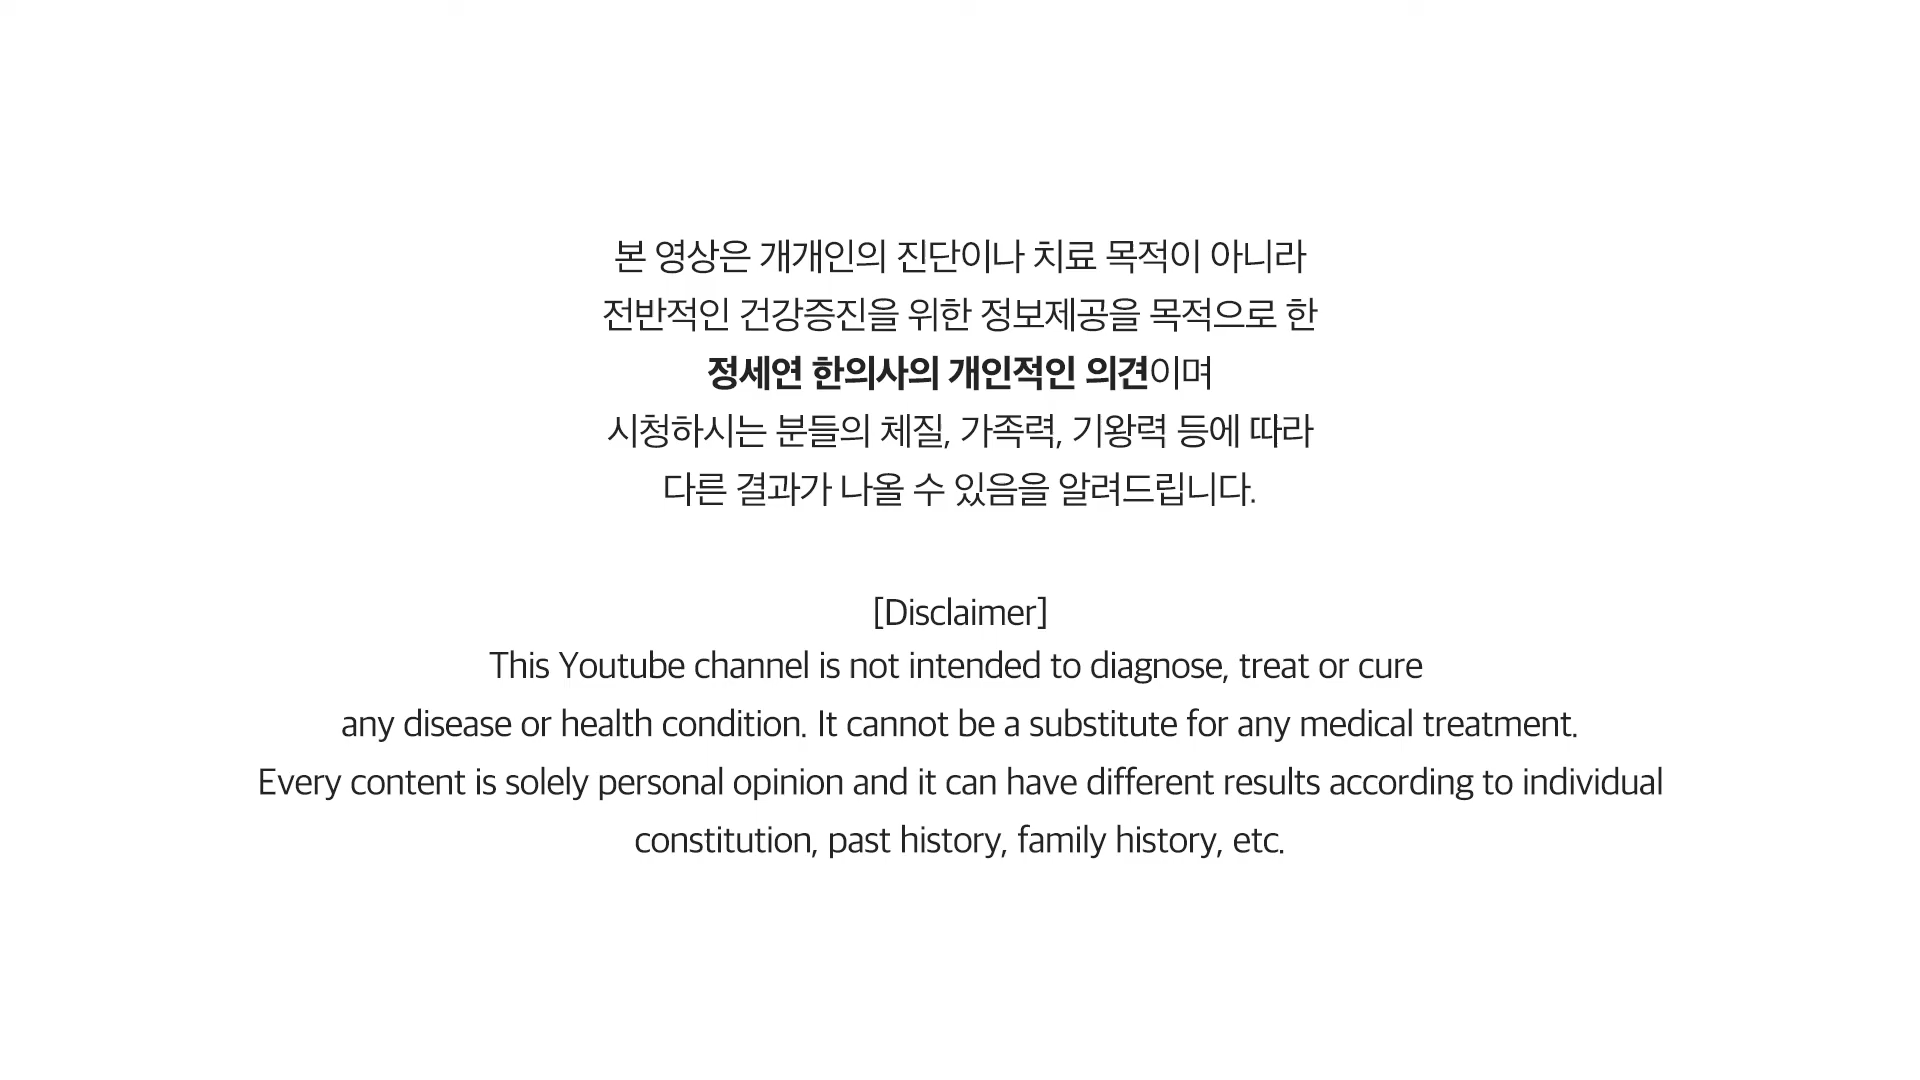 본 영상은 개개인의 진단이나 치료 목적이 아니라
전반적인 건강증진을 위한 정보제공을 목적으로 한
정세연 한의사의 개인적인 의견이며
시청하시는 분들의 체질, 가족력, 기왕력 등에 따라
다른 결과가 나올 수 있음을 알려드립니다.
[Disclaimer]
This Youtube channel is not intended to diagnose, treat or cure
any disease or health condition. It cannot be a substitute for any medical treatment.
Every content is solely personal opinion and it can have different results according to individual
constitution, past history, family history, etc.